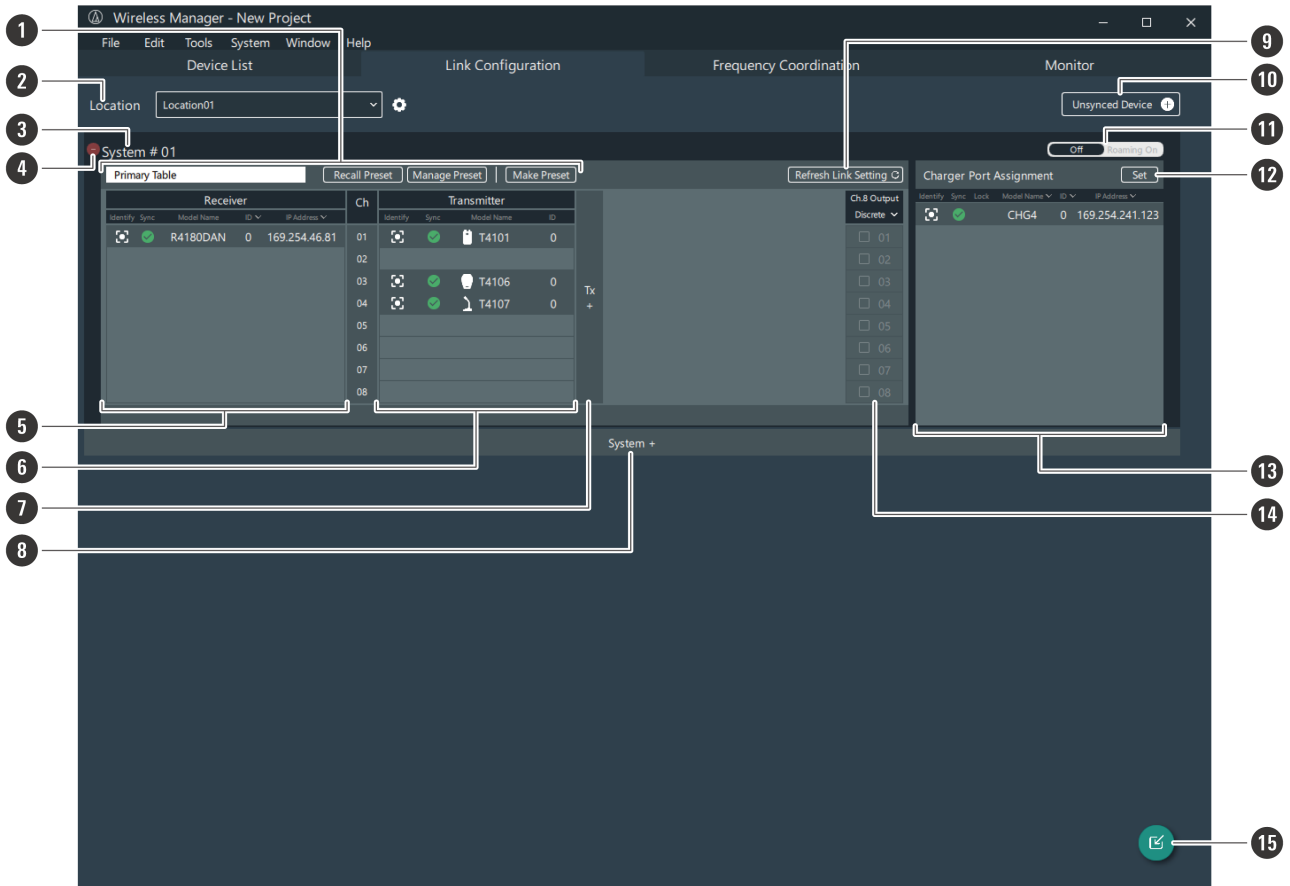 Wireless Manager - New Project
File Edit Tools System Window Help
Device List Link Configuration Frequency Coordination Monitor
Location Location01 Unsynced Device
System # 01 Off Roaming On
Primary Table Recall Preset Manage Preset Make Preset Refresh Link Setting Charger Port Assignment Set
Receiver Ch Transmitter Ch.8 Output
Identify Sync Model Name ID IP Address Identify Sync Model Name ID Discrete Identify Sync Lock Model Name ID IP Address
R4180DAN 0 169.254.46.81 01 T4101 0 01 CHG4 0 169.254.241.123
02 02
03 T4106 0 03
Tx
04 T4107 0 + 04
05 05
06 06
07 07
08 08
System +
1
2
3
4
5
6
7
8
9
10
11
12
13
14
15